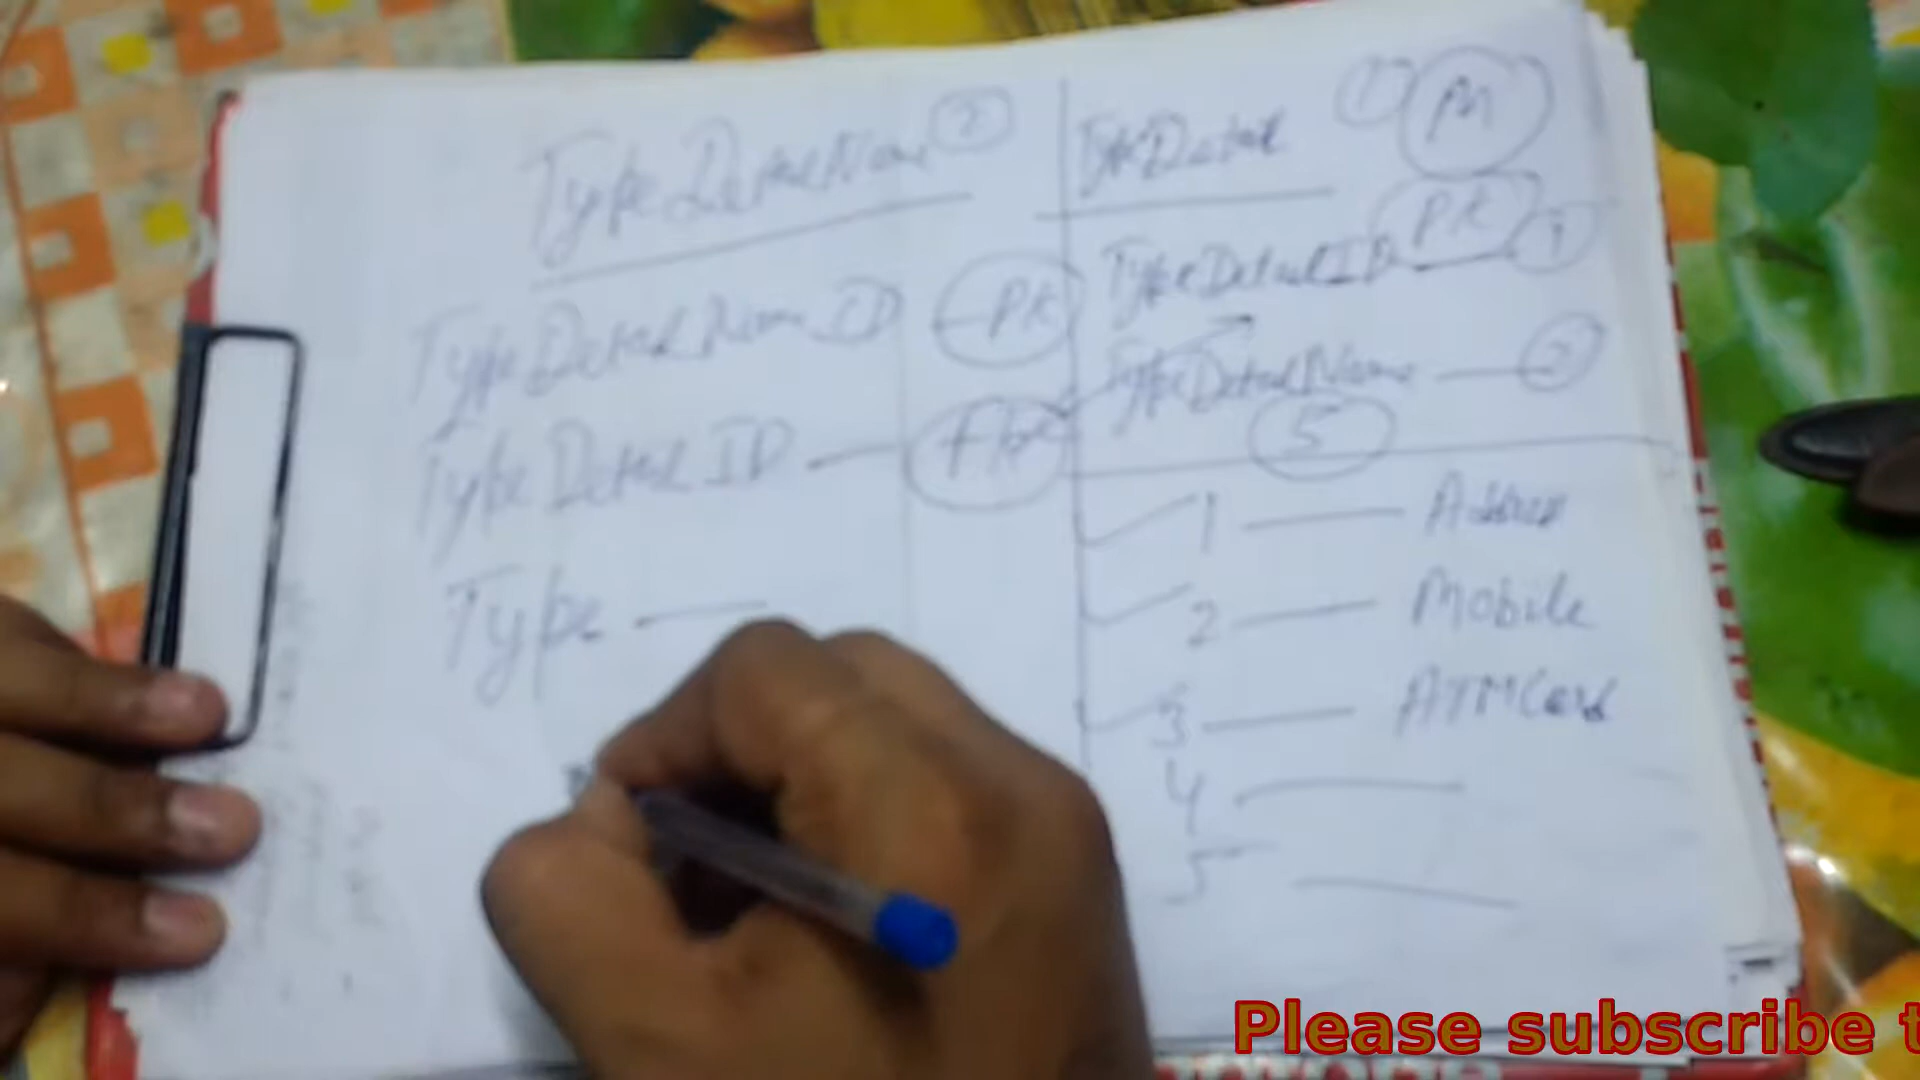 TypeDetailName 2
TypeDetailNameID PK
TypeDetailID — FK
Type —
TypeDetail 1 M
TypeDetailID — PK 1
TypeDetailName — 2
5
1 — Address
2 — Mobile
3 — ATMCard
4 —
5 —
Please subscribe t